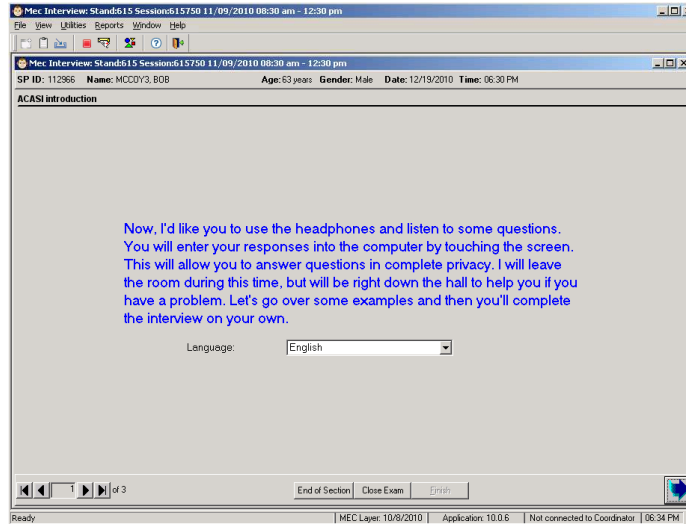 Mec Interview: Stand:615 Session:615750 11/09/2010 08:30 am - 12:30 pm
File View Utilities Reports Window Help
Mec Interview: Stand:615 Session:615750 11/09/2010 08:30 am - 12:30 pm
SP ID: 112966 Name: MCCOY3, BOB Age: 63 years Gender: Male Date: 12/19/2010 Time: 06:30 PM
ACASI introduction
Now, I'd like you to use the headphones and listen to some questions.
You will enter your responses into the computer by touching the screen.
This will allow you to answer questions in complete privacy. I will leave
the room during this time, but will be right down the hall to help you if you
have a problem. Let's go over some examples and then you'll complete
the interview on your own.
Language: English
1 of 3 End of Section Close Exam Finish
Ready MEC Layer: 10/8/2010 Application: 10.0.6 Not connected to Coordinator 06:34 PM